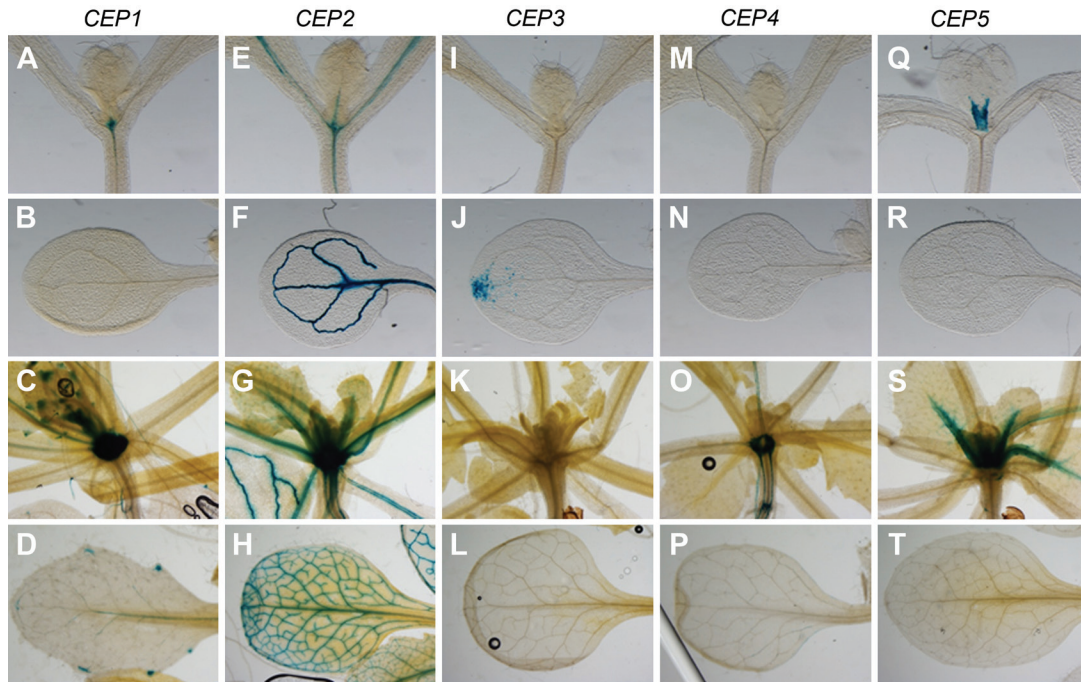 CEP1 CEP2 CEP3 CEP4 CEP5
A E I M Q
B F J N R
C G K O S
D H L P T